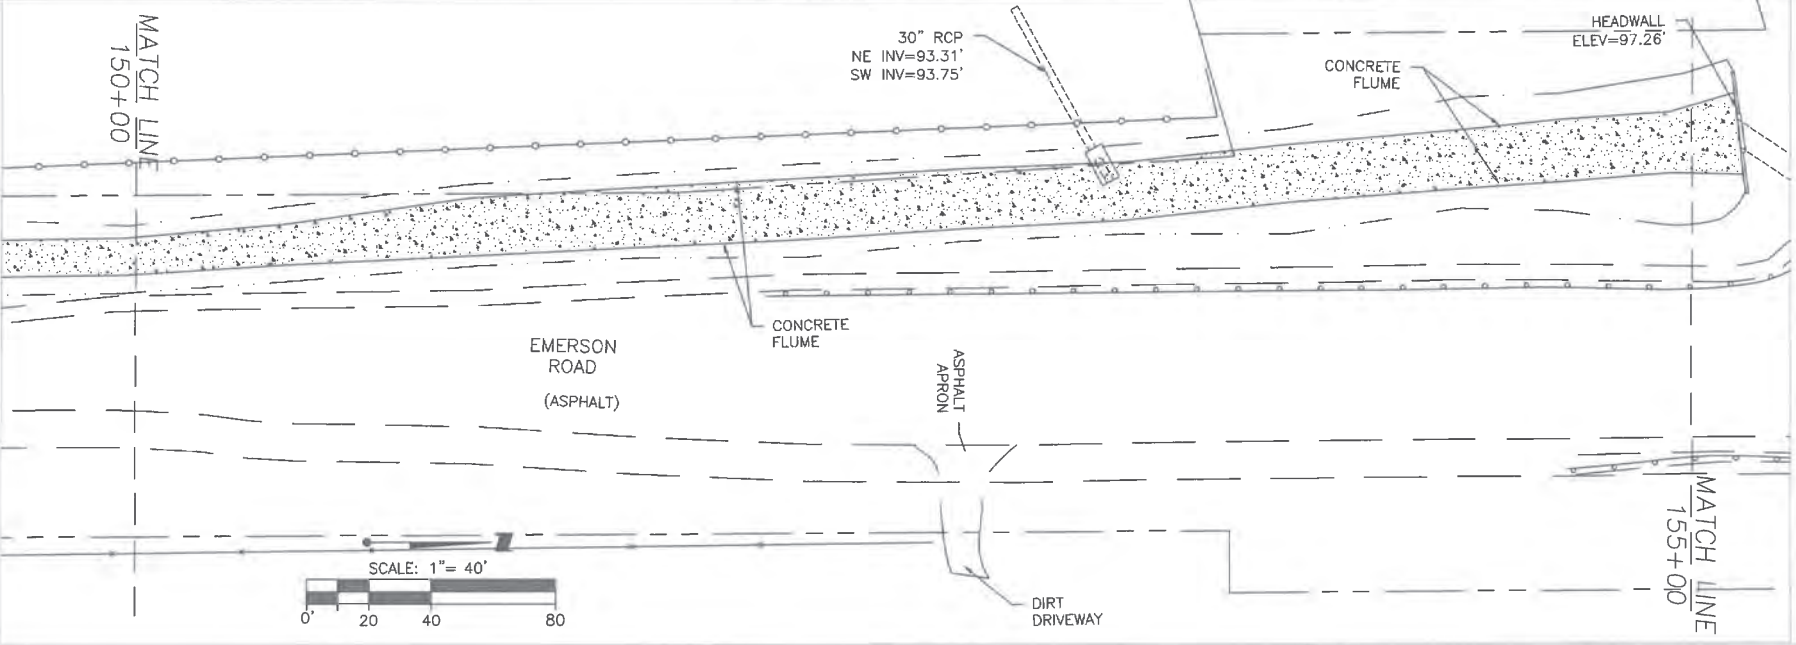 MATCH LINE
150+00
30" RCP
NE INV=93.31'
SW INV=93.75'
HEADWALL
ELEV=97.26'
CONCRETE
FLUME
CONCRETE
FLUME
EMERSON
ROAD
(ASPHALT)
ASPHALT
APRON
MATCH LINE
155+00
SCALE: 1"= 40'
0' 20 40 80
DIRT
DRIVEWAY